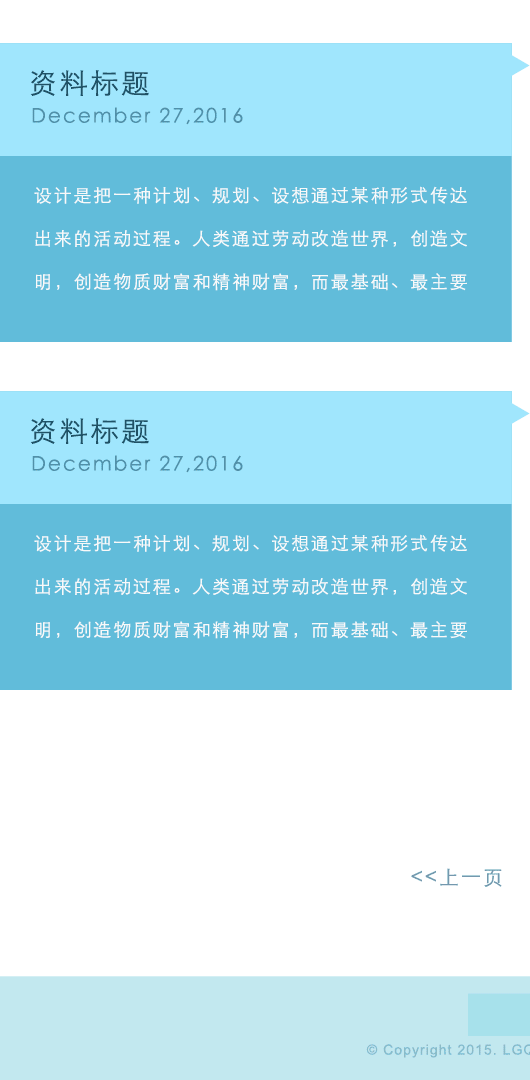 资料标题
December 27,2016
设计是把一种计划、规划、设想通过某种形式传达
出来的活动过程。人类通过劳动改造世界，创造文
明，创造物质财富和精神财富，而最基础、最主要
资料标题
December 27,2016
设计是把一种计划、规划、设想通过某种形式传达
出来的活动过程。人类通过劳动改造世界，创造文
明，创造物质财富和精神财富，而最基础、最主要
<<上一页
© Copyright 2015. LG